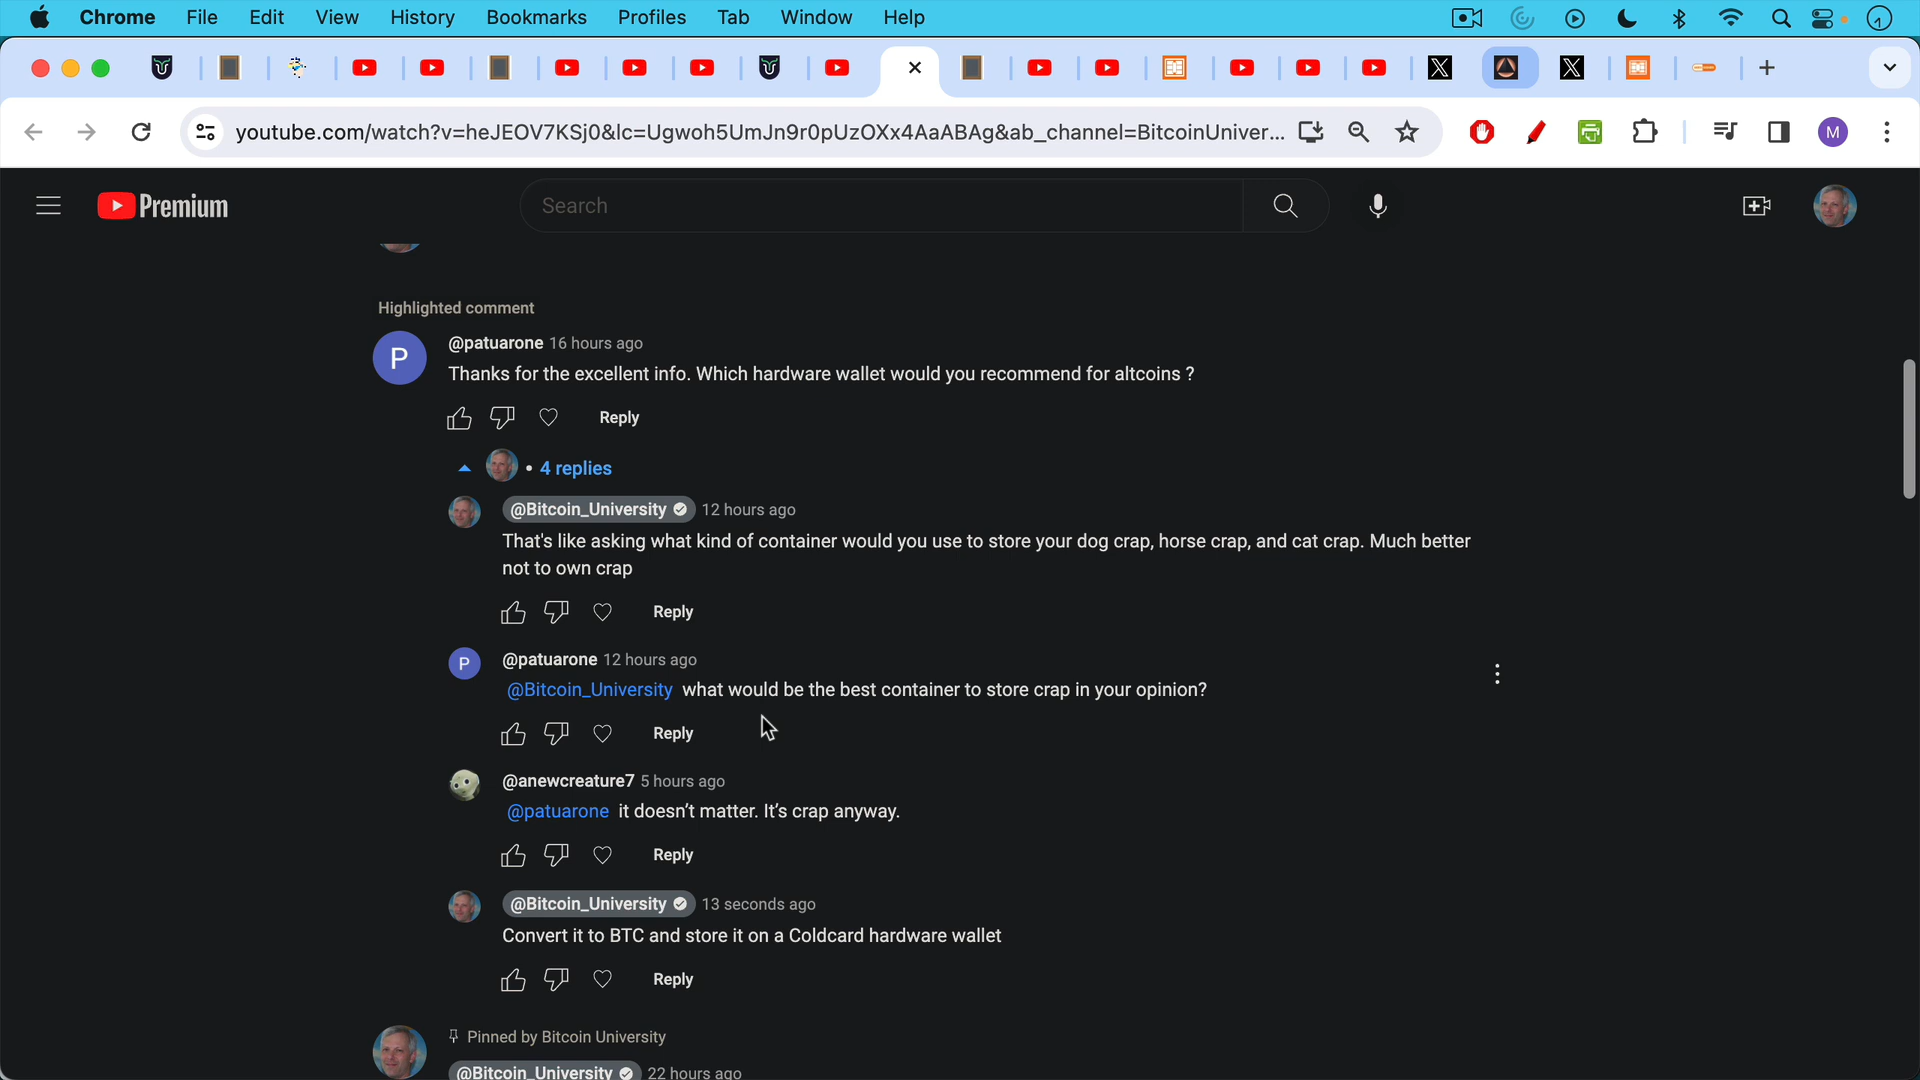 Chrome File Edit View History Bookmarks Profiles Tab Window Help
youtube.com/watch?v=heJEOV7KSj0&lc=Ugwoh5UmJn9r0pUzOXx4AaABAg&ab_channel=BitcoinUniver...
M
Premium
Search
Highlighted comment
P
@patuarone 16 hours ago
Thanks for the excellent info. Which hardware wallet would you recommend for altcoins ?
Reply
• 4 replies
@Bitcoin_University 12 hours ago
That's like asking what kind of container would you use to store your dog crap, horse crap, and cat crap. Much better
not to own crap
Reply
P
@patuarone 12 hours ago
@Bitcoin_University what would be the best container to store crap in your opinion?
Reply
@anewcreature7 5 hours ago
@patuarone it doesn’t matter. It’s crap anyway.
Reply
@Bitcoin_University 13 seconds ago
Convert it to BTC and store it on a Coldcard hardware wallet
Reply
Pinned by Bitcoin University
@Bitcoin_University 22 hours ago